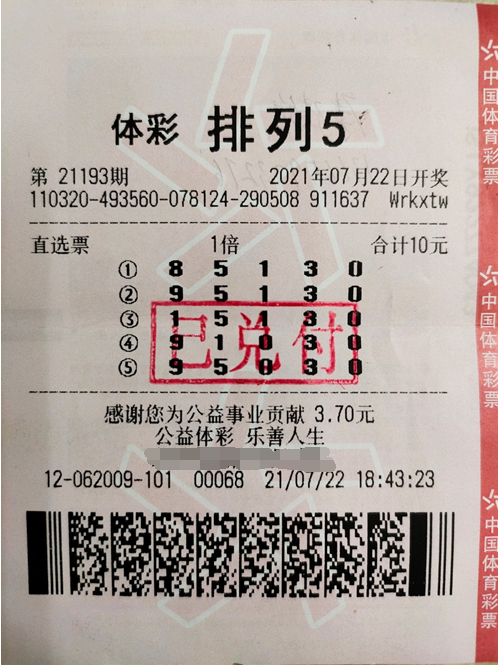 体彩 排列5
第 21193期 2021年07月22日开奖
110320-493560-078124-290508 911637 Wrkxtw
直选票 1倍 合计10元
① 8 5 1 3 0
② 9 5 1 3 0
③ 1 5 1 3 0
④ 9 1 0 3 0
⑤ 9 5 0 3 0
已兑付
感谢您为公益事业贡献 3.70元
公益体彩 乐善人生
12-062009-101 00068 21/07/22 18:43:23
中国体育彩票
中国体育彩票
中国体育彩票